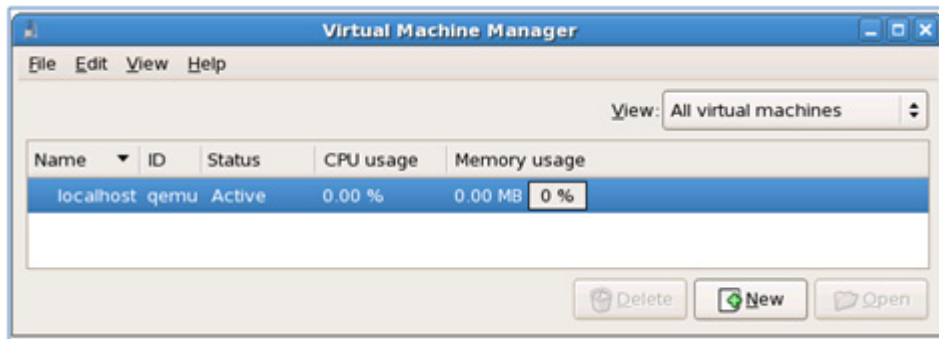 Virtual Machine Manager
File Edit View Help
View: All virtual machines
Name ID Status CPU usage Memory usage
localhost qemu Active 0.00 % 0.00 MB 0 %
Delete New Open